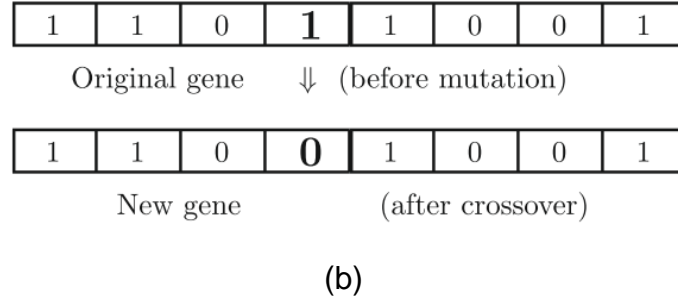 1 1 0 1 1 0 0 1
Original gene ⇓ (before mutation)
1 1 0 0 1 0 0 1
New gene (after crossover)
(b)